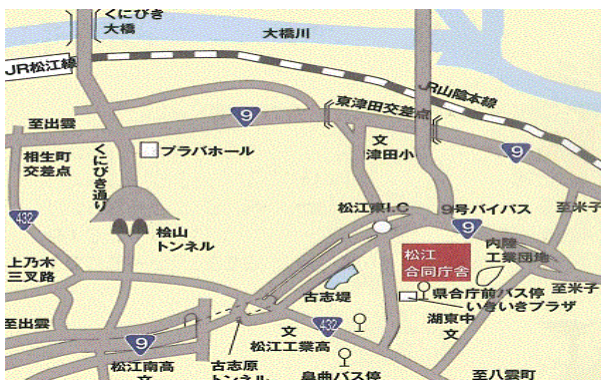 くにびき
大橋
大橋川
JR松江線
JR山陰本線
東津田交差点
至出雲
9
プラバホール
文
津田小
9
相生町
交差点
くにびき通り
432
松江東I.C
9号バイパス
9
至米子
桧山
トンネル
上乃木
三叉路
松江
合同庁舎
内陸
工業団地
至米子
古志堤
県合庁前バス停
いきいきプラザ
至出雲
文
松江工業高
432
湖東中
文
9
松江南高
文
古志原
トンネル
鼻曲バス停
至八雲町